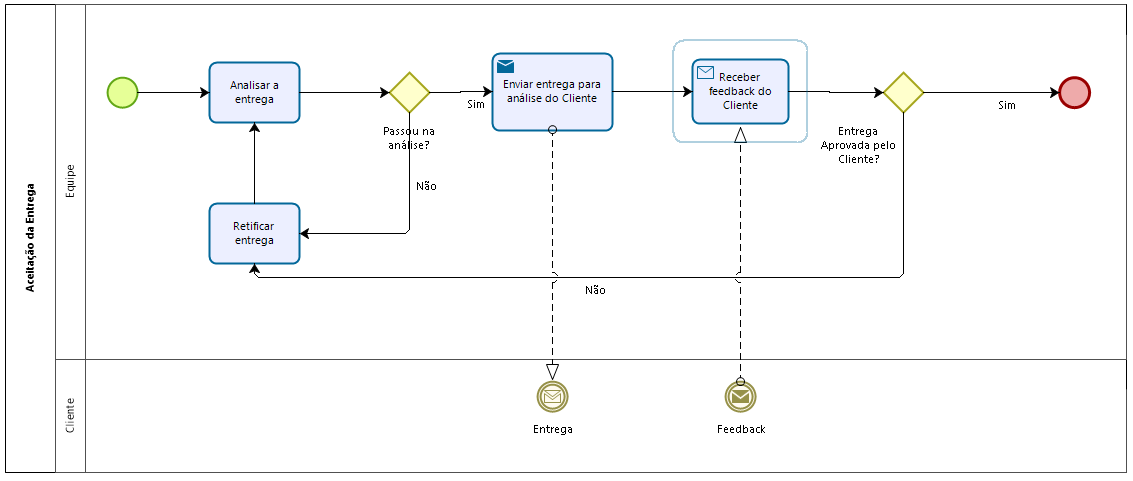 Aceitação da Entrega
Equipe
Analisar a
entrega
Passou na
análise?
Sim
Não
Enviar entrega para
análise do Cliente
Receber
feedback do
Cliente
Entrega
Aprovada pelo
Cliente?
Sim
Retificar
entrega
Não
Cliente
Entrega
Feedback